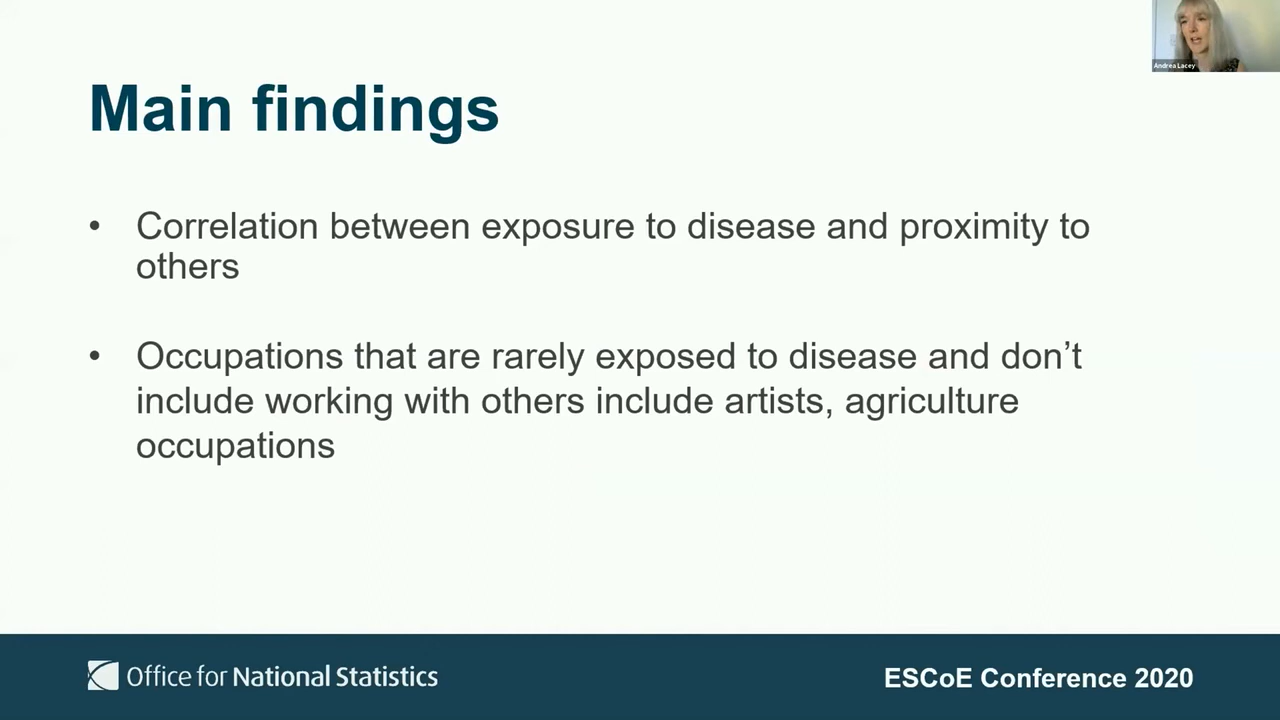 Andrea Lacey
Main findings
• Correlation between exposure to disease and proximity to
others
• Occupations that are rarely exposed to disease and don’t
include working with others include artists, agriculture
occupations
Office for National Statistics
ESCoE Conference 2020